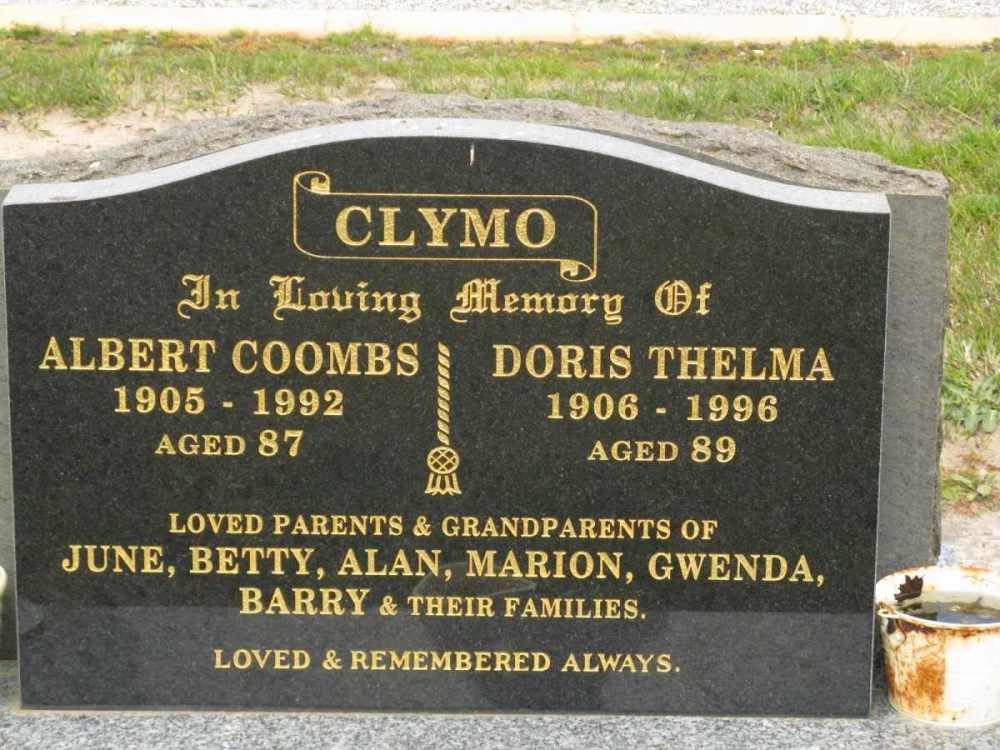 CLYMO
In Loving Memory Of
ALBERT COOMBS
1905 - 1992
AGED 87
DORIS THELMA
1906 - 1996
AGED 89
LOVED PARENTS & GRANDPARENTS OF
JUNE, BETTY, ALAN, MARION, GWENDA,
BARRY & THEIR FAMILIES.
LOVED & REMEMBERED ALWAYS.